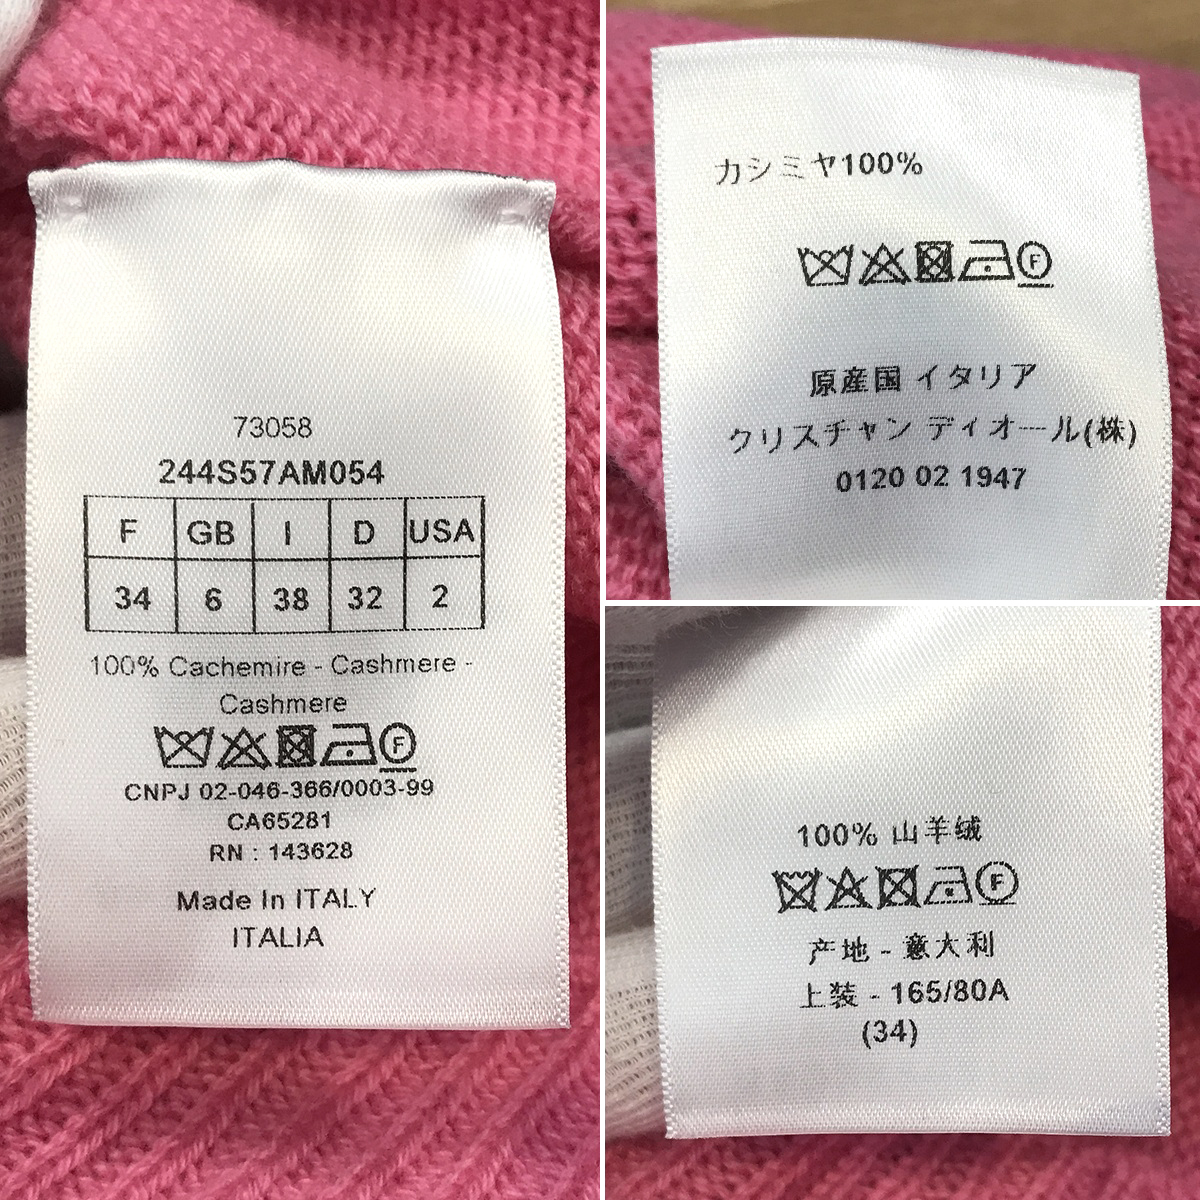 73058
244S57AM054
F GB I D USA
34 6 38 32 2
100% Cachemire - Cashmere -
Cashmere
F
CNPJ 02-046-366/0003-99
CA65281
RN : 143628
Made In ITALY
ITALIA
カシミヤ100%
F
原産国 イタリア
クリスチャン ディオール(株)
0120 02 1947
100% 山羊绒
F
产地 - 意大利
上装 - 165/80A
(34)